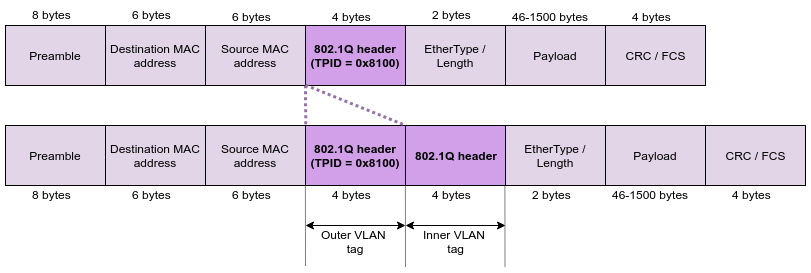 8 bytes
6 bytes
6 bytes
4 bytes
2 bytes
46-1500 bytes
4 bytes
Preamble
Destination MAC
address
Source MAC
address
802.1Q header
(TPID = 0x8100)
EtherType /
Length
Payload
CRC / FCS
Preamble
Destination MAC
address
Source MAC
address
802.1Q header
(TPID = 0x8100)
802.1Q header
EtherType /
Length
Payload
CRC / FCS
8 bytes
6 bytes
6 bytes
4 bytes
4 bytes
2 bytes
46-1500 bytes
4 bytes
Outer VLAN
tag
Inner VLAN
tag